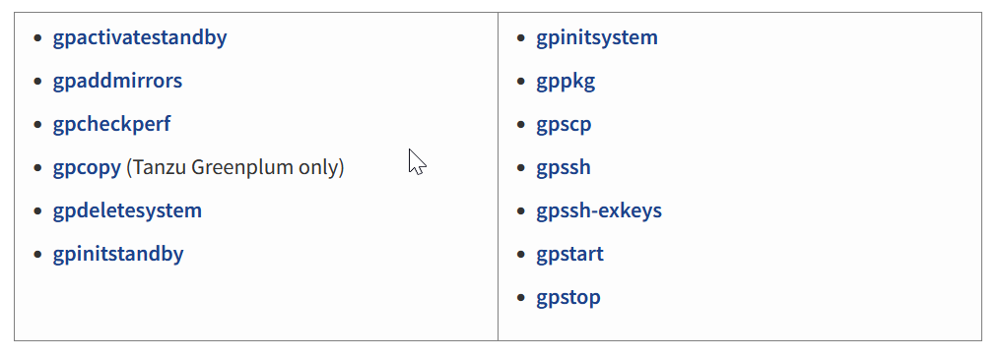 gpactivatestandby
gpaddmirrors
gpcheckperf
gpcopy (Tanzu Greenplum only)
gpdeletesystem
gpinitstandby
gpinitsystem
gppkg
gpscp
gpssh
gpssh-exkeys
gpstart
gpstop